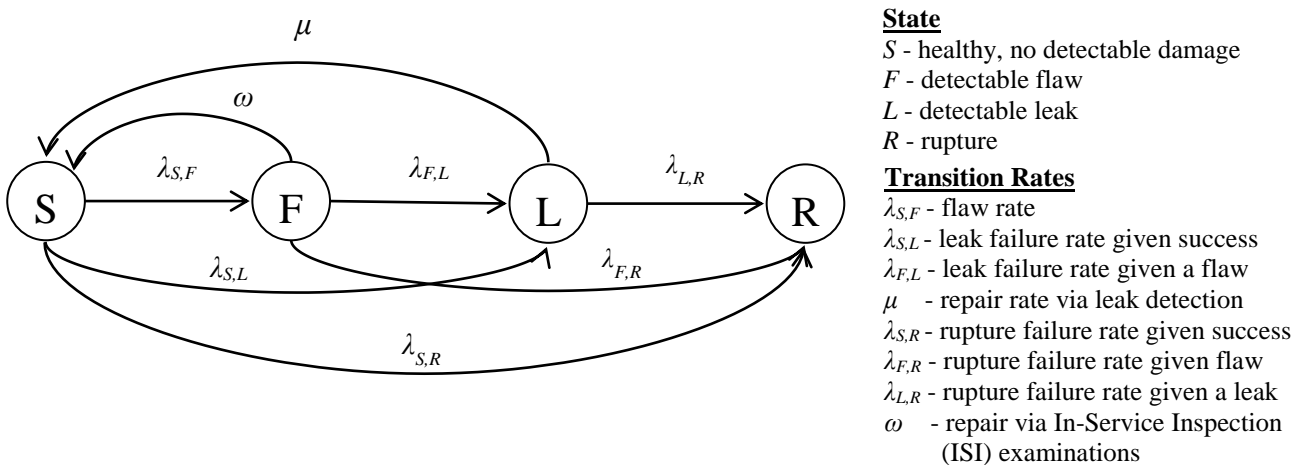 μ
ω
λS,F
λF,L
λL,R
S
F
L
R
λS,L
λF,R
λS,R
State
S - healthy, no detectable damage
F - detectable flaw
L - detectable leak
R - rupture
Transition Rates
λS,F - flaw rate
λS,L - leak failure rate given success
λF,L - leak failure rate given a flaw
μ - repair rate via leak detection
λS,R - rupture failure rate given success
λF,R - rupture failure rate given flaw
λL,R - rupture failure rate given a leak
ω - repair via In-Service Inspection
(ISI) examinations